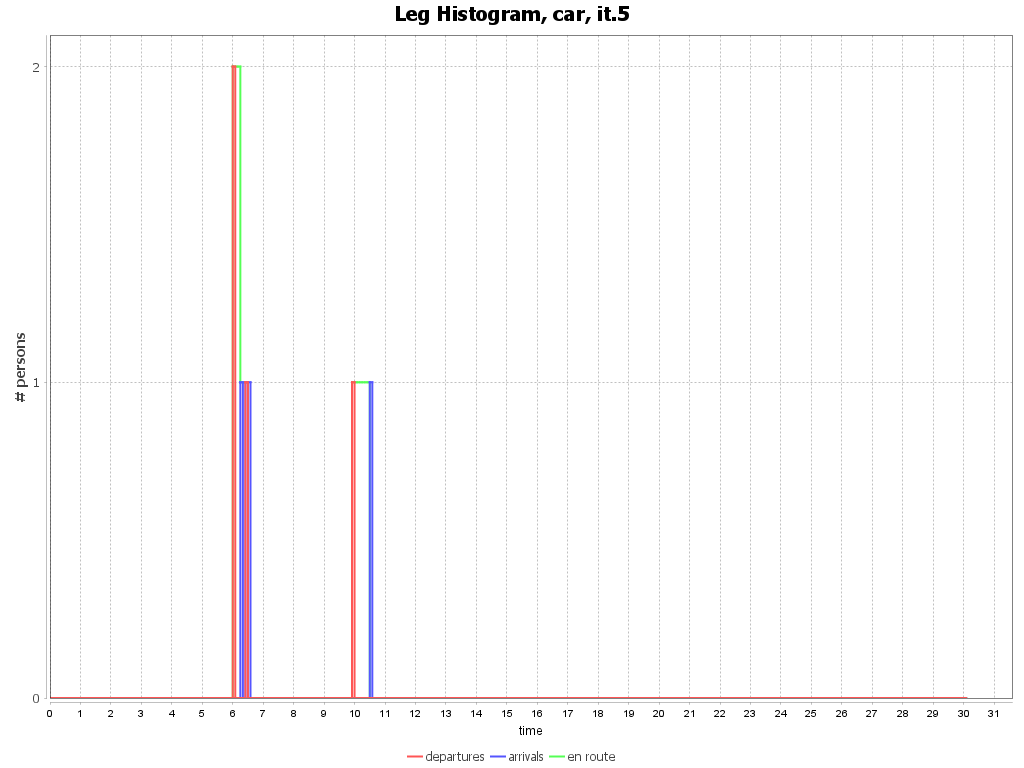 Leg Histogram, car, it.5
# persons
2
1
0
0 1 2 3 4 5 6 7 8 9 10 11 12 13 14 15 16 17 18 19 20 21 22 23 24 25 26 27 28 29 30 31
time
departures arrivals en route